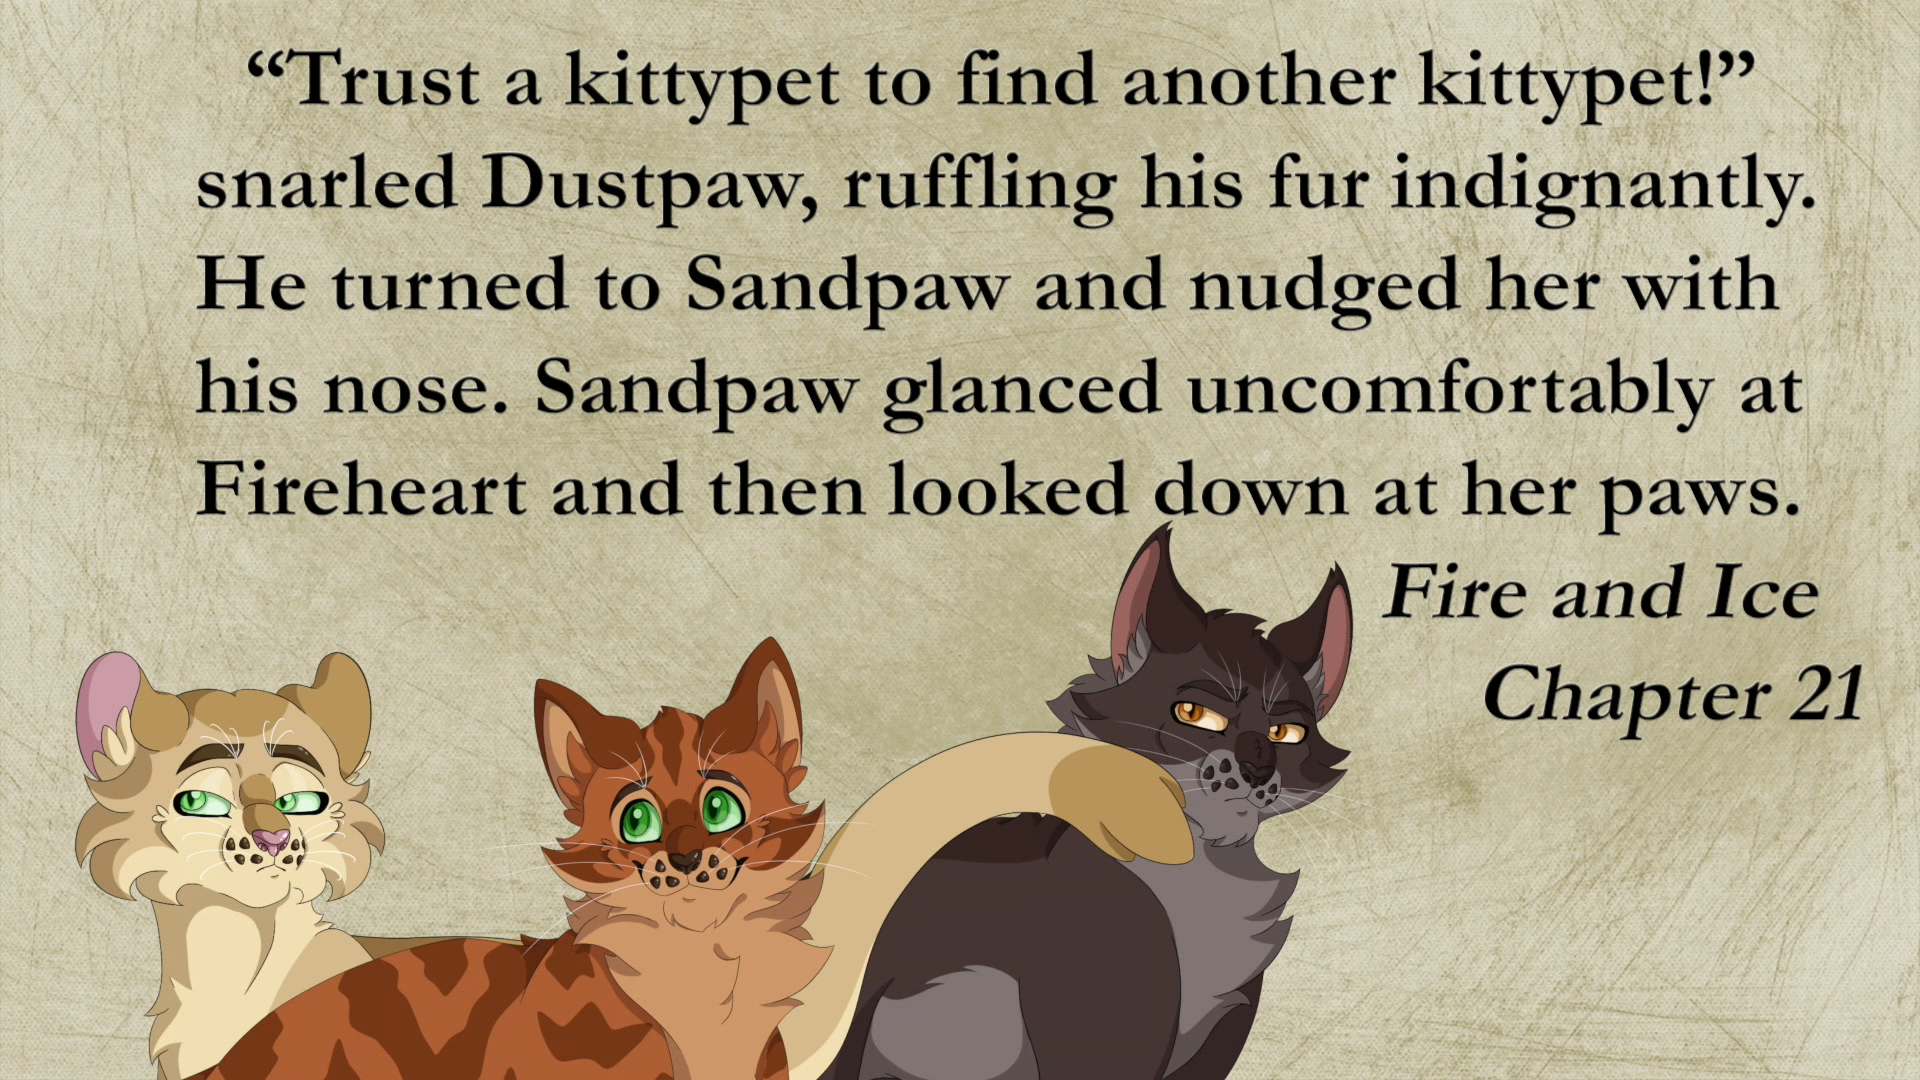 “Trust a kittypet to find another kittypet!”
snarled Dustpaw, ruffling his fur indignantly.
He turned to Sandpaw and nudged her with
his nose. Sandpaw glanced uncomfortably at
Fireheart and then looked down at her paws.
Fire and Ice
Chapter 21